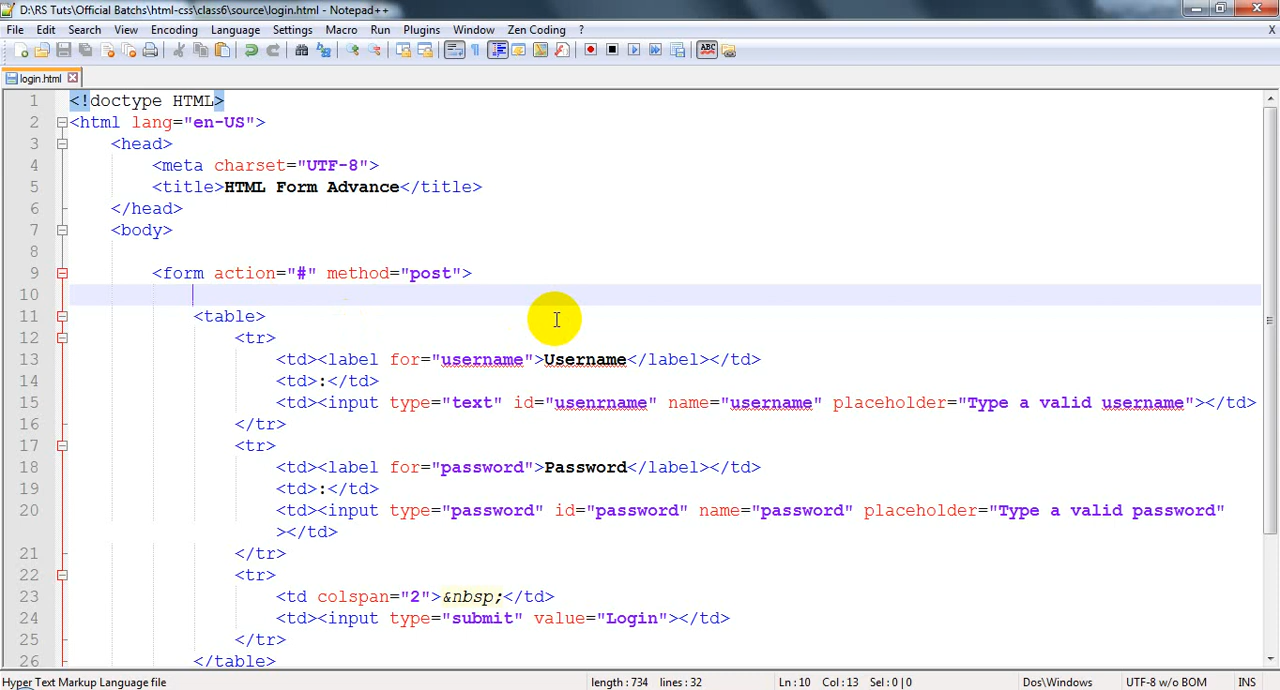 D:\RS Tuts\Official Batchs\html-css\class6\source\login.html - Notepad++
File Edit Search View Encoding Language Settings Macro Run Plugins Window Zen Coding ? X
ABC
login.html
1 <!doctype HTML>
2 <html lang="en-US">
3 <head>
4 <meta charset="UTF-8">
5 <title>HTML Form Advance</title>
6 </head>
7 <body>
8
9 <form action="#" method="post">
10
11 <table>
12 <tr>
13 <td><label for="username">Username</label></td>
14 <td>:</td>
15 <td><input type="text" id="usenrname" name="username" placeholder="Type a valid username"></td>
16 </tr>
17 <tr>
18 <td><label for="password">Password</label></td>
19 <td>:</td>
20 <td><input type="password" id="password" name="password" placeholder="Type a valid password"
></td>
21 </tr>
22 <tr>
23 <td colspan="2">&nbsp;</td>
24 <td><input type="submit" value="Login"></td>
25 </tr>
26 </table>
Hyper Text Markup Language file length : 734 lines : 32 Ln : 10 Col : 13 Sel : 0 | 0 Dos\Windows UTF-8 w/o BOM INS